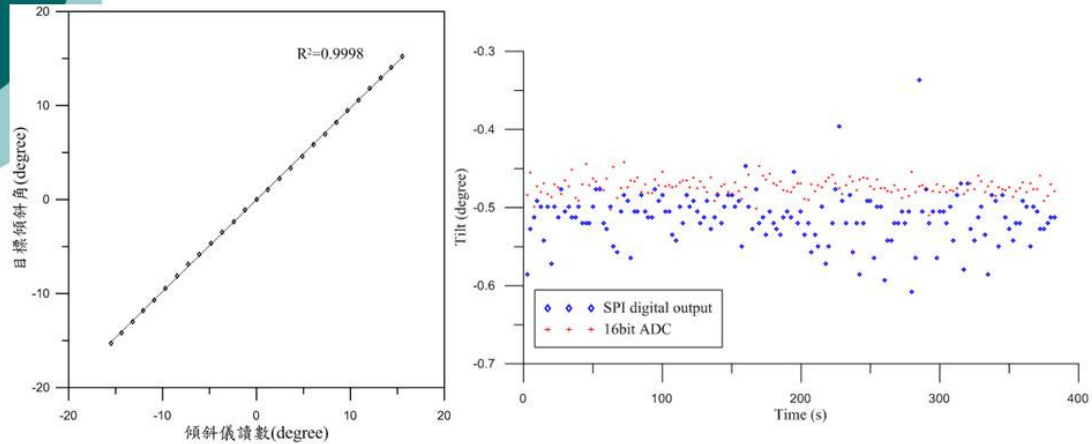 20
10
0
-10
-20
-20
-10
0
10
20
R²=0.9998
目標傾斜角(degree)
傾斜儀讀數(degree)
-0.3
-0.4
-0.5
-0.6
-0.7
Tilt (degree)
SPI digital output
16bit ADC
0
100
200
300
400
Time (s)